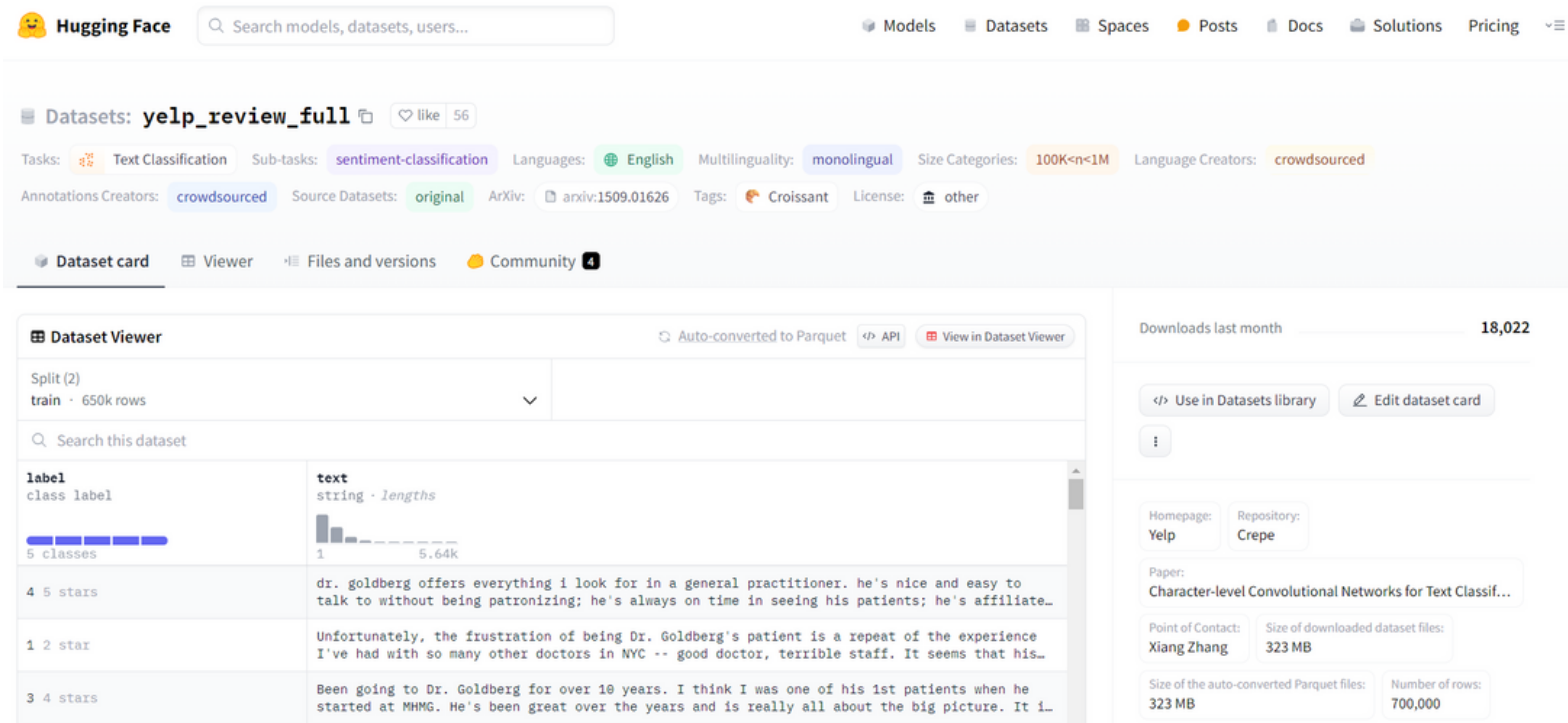 Hugging Face Search models, datasets, users... Models Datasets Spaces Posts Docs Solutions Pricing
Datasets: yelp_review_full like 56
Tasks: Text Classification Sub-tasks: sentiment-classification Languages: English Multilinguality: monolingual Size Categories: 100K<n<1M Language Creators: crowdsourced
Annotations Creators: crowdsourced Source Datasets: original ArXiv: arxiv:1509.01626 Tags: Croissant License: other
Dataset card Viewer Files and versions Community 4
Dataset Viewer Auto-converted to Parquet </> API View in Dataset Viewer
Split (2)
train · 650k rows
Search this dataset
label text
class label string · lengths
5 classes 1 5.64k
4 5 stars
dr. goldberg offers everything i look for in a general practitioner. he's nice and easy to
talk to without being patronizing; he's always on time in seeing his patients; he's affiliate…
1 2 star
Unfortunately, the frustration of being Dr. Goldberg's patient is a repeat of the experience
I've had with so many other doctors in NYC -- good doctor, terrible staff. It seems that his…
3 4 stars
Been going to Dr. Goldberg for over 10 years. I think I was one of his 1st patients when he
started at MHMG. He's been great over the years and is really all about the big picture. It i…
Downloads last month 18,022
</> Use in Datasets library Edit dataset card
Homepage: Repository:
Yelp Crepe
Paper:
Character-level Convolutional Networks for Text Classif...
Point of Contact: Size of downloaded dataset files:
Xiang Zhang 323 MB
Size of the auto-converted Parquet files: Number of rows:
323 MB 700,000